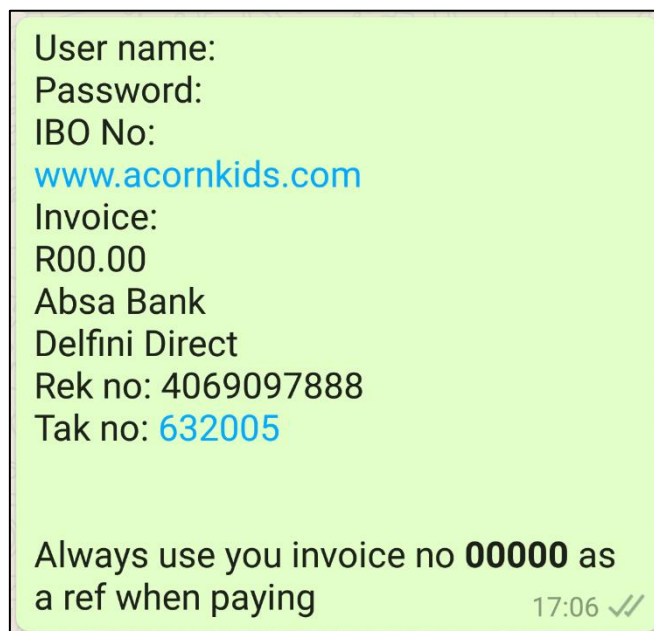 User name:
Password:
IBO No:
www.acornkids.com
Invoice:
R00.00
Absa Bank
Delfini Direct
Rek no: 4069097888
Tak no: 632005
Always use you invoice no 00000 as
a ref when paying
17:06